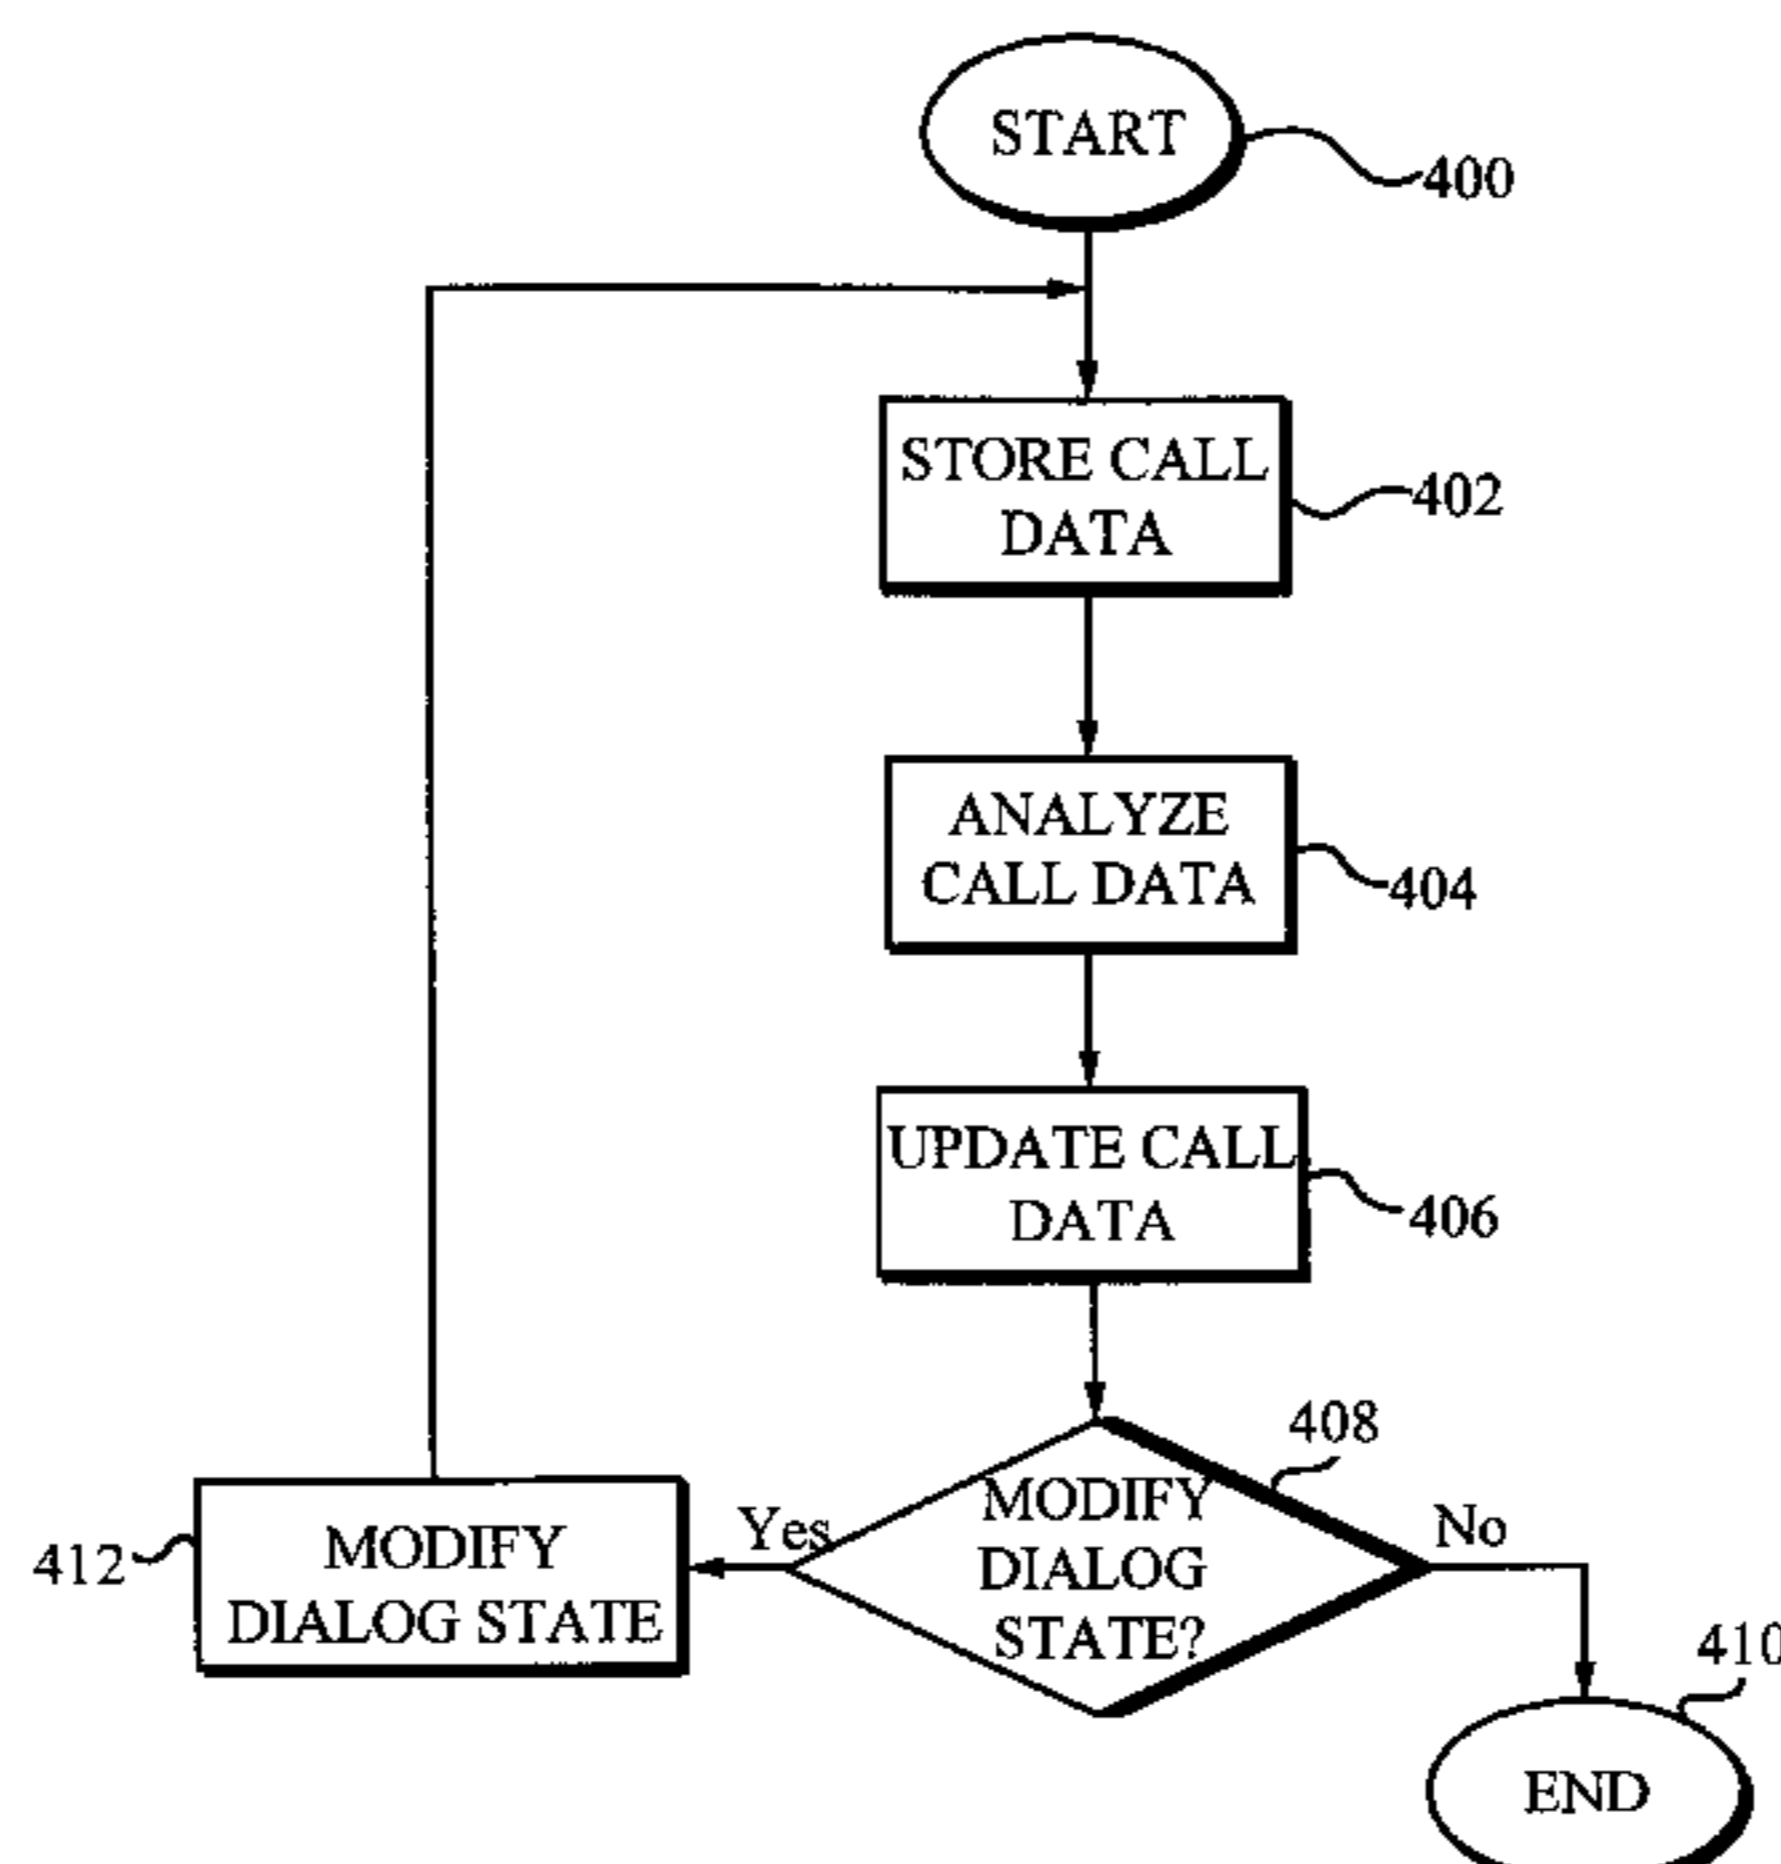 START
400
STORE CALL
DATA
402
ANALYZE
CALL DATA
404
UPDATE CALL
DATA
406
408
MODIFY
DIALOG
STATE?
Yes
No
412
MODIFY
DIALOG STATE
410
END